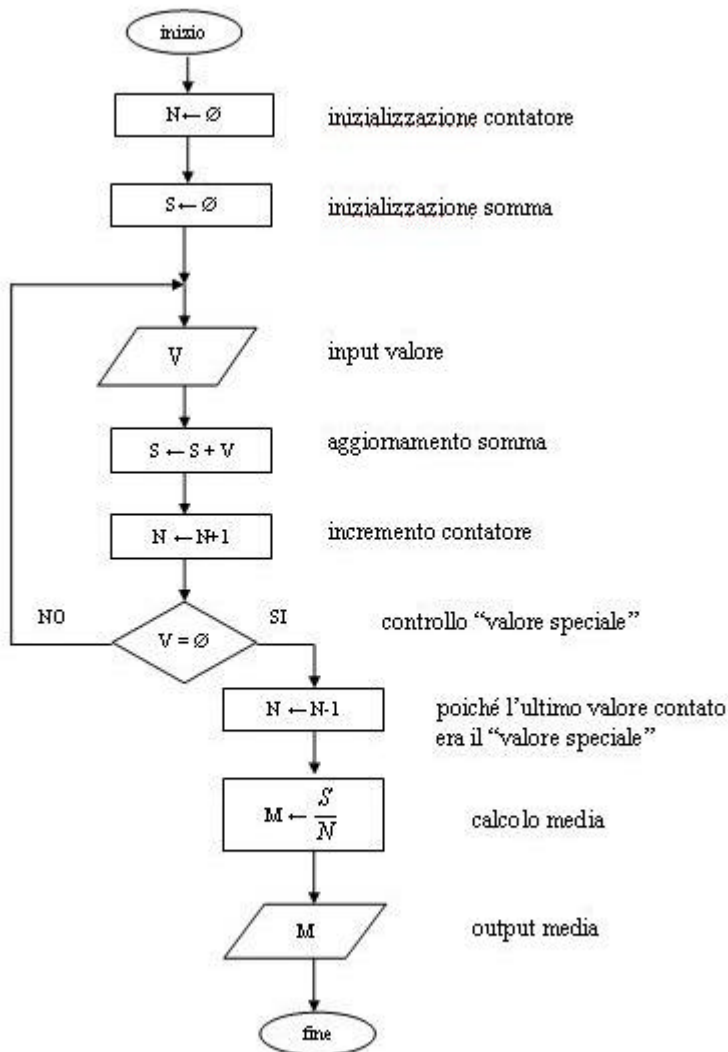 inizio
N ← Ø
inizializzazione contatore
S ← Ø
inizializzazione somma
V
input valore
S ← S + V
aggiornamento somma
N ← N+1
incremento contatore
NO
V = Ø
SI
controllo “valore speciale”
N ← N-1
poiché l’ultimo valore contato
era il “valore speciale”
M ← S/N
calcolo media
M
output media
fine